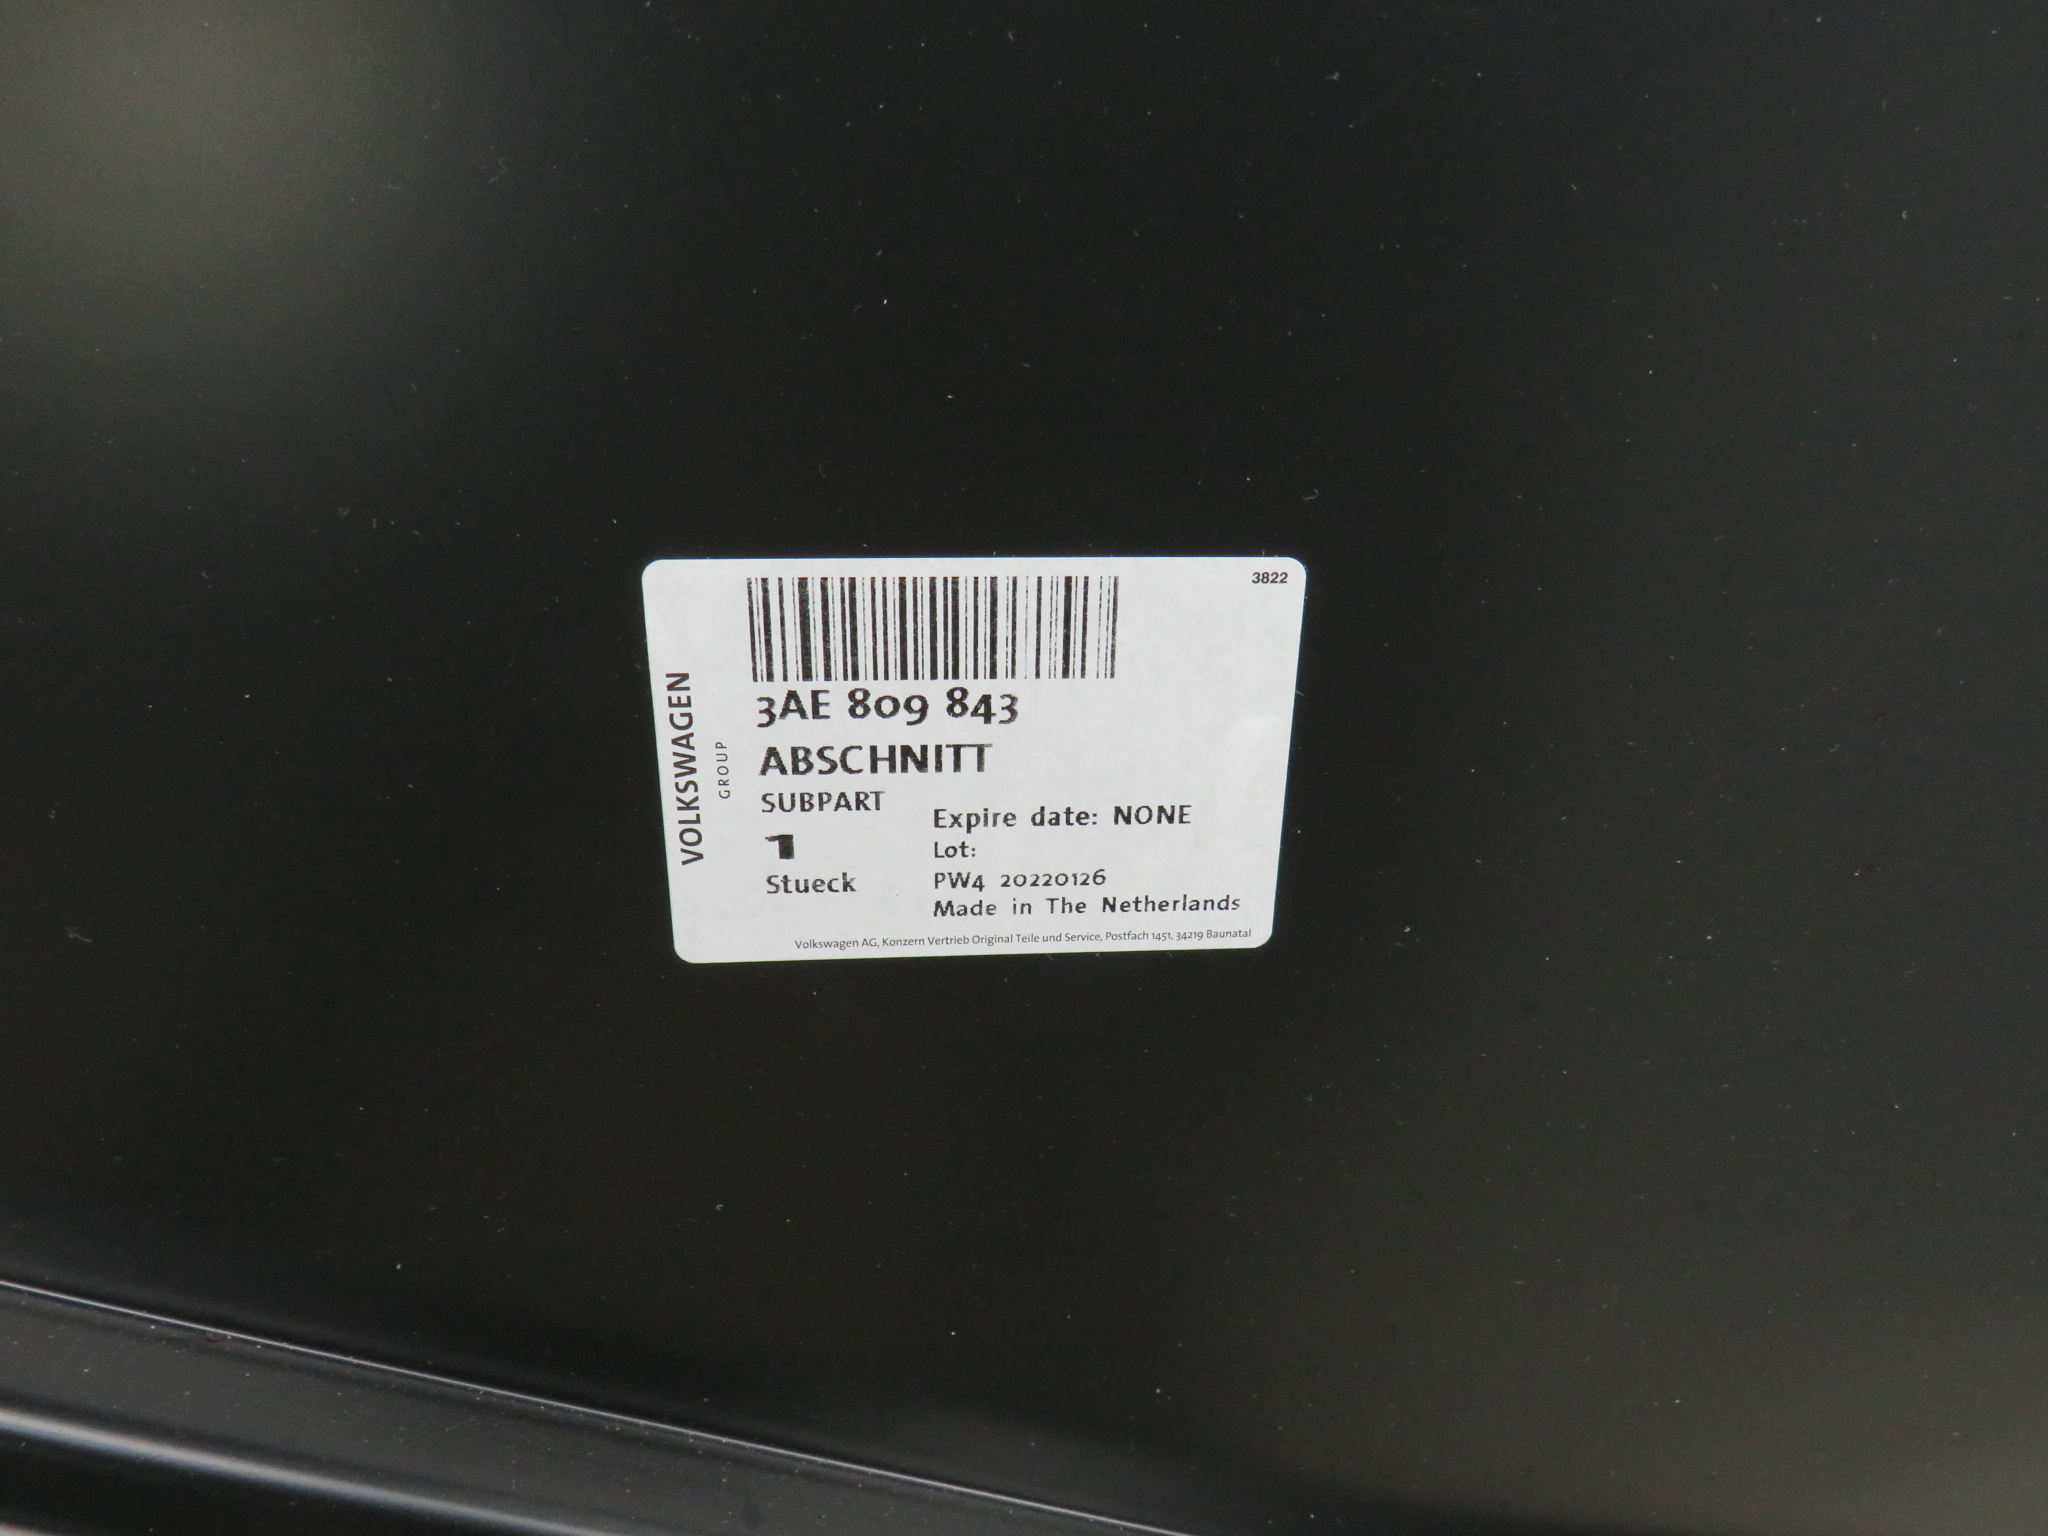 3822
VOLKSWAGEN
GROUP
3AE 809 843
ABSCHNITT
SUBPART
1
Stueck
Expire date: NONE
Lot:
PW4 20220126
Made in The Netherlands
Volkswagen AG, Konzern Vertrieb Original Teile und Service, Postfach 1451, 34219 Baunatal